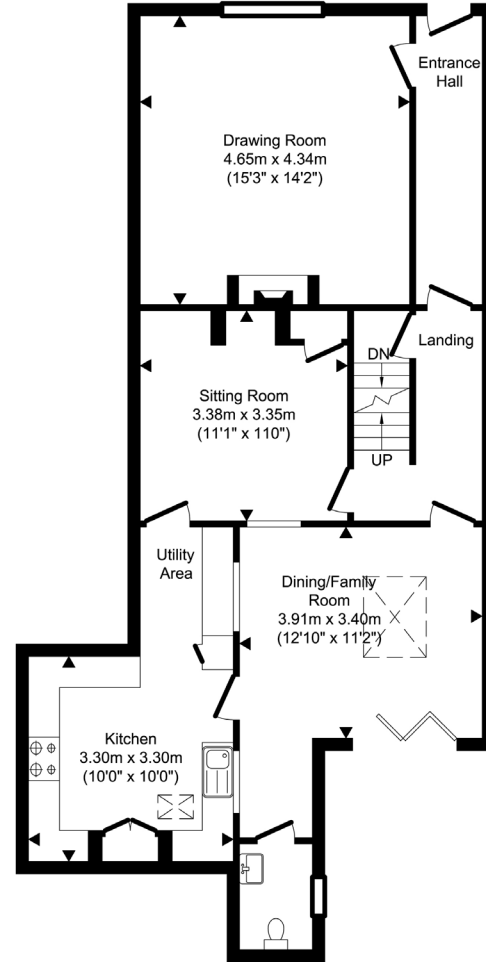 Entrance
Hall
Drawing Room
4.65m x 4.34m
(15'3" x 14'2")
Landing
DN
Sitting Room
3.38m x 3.35m
(11'1" x 110")
UP
Utility
Area
Dining/Family
Room
3.91m x 3.40m
(12'10" x 11'2")
Kitchen
3.30m x 3.30m
(10'0" x 10'0")